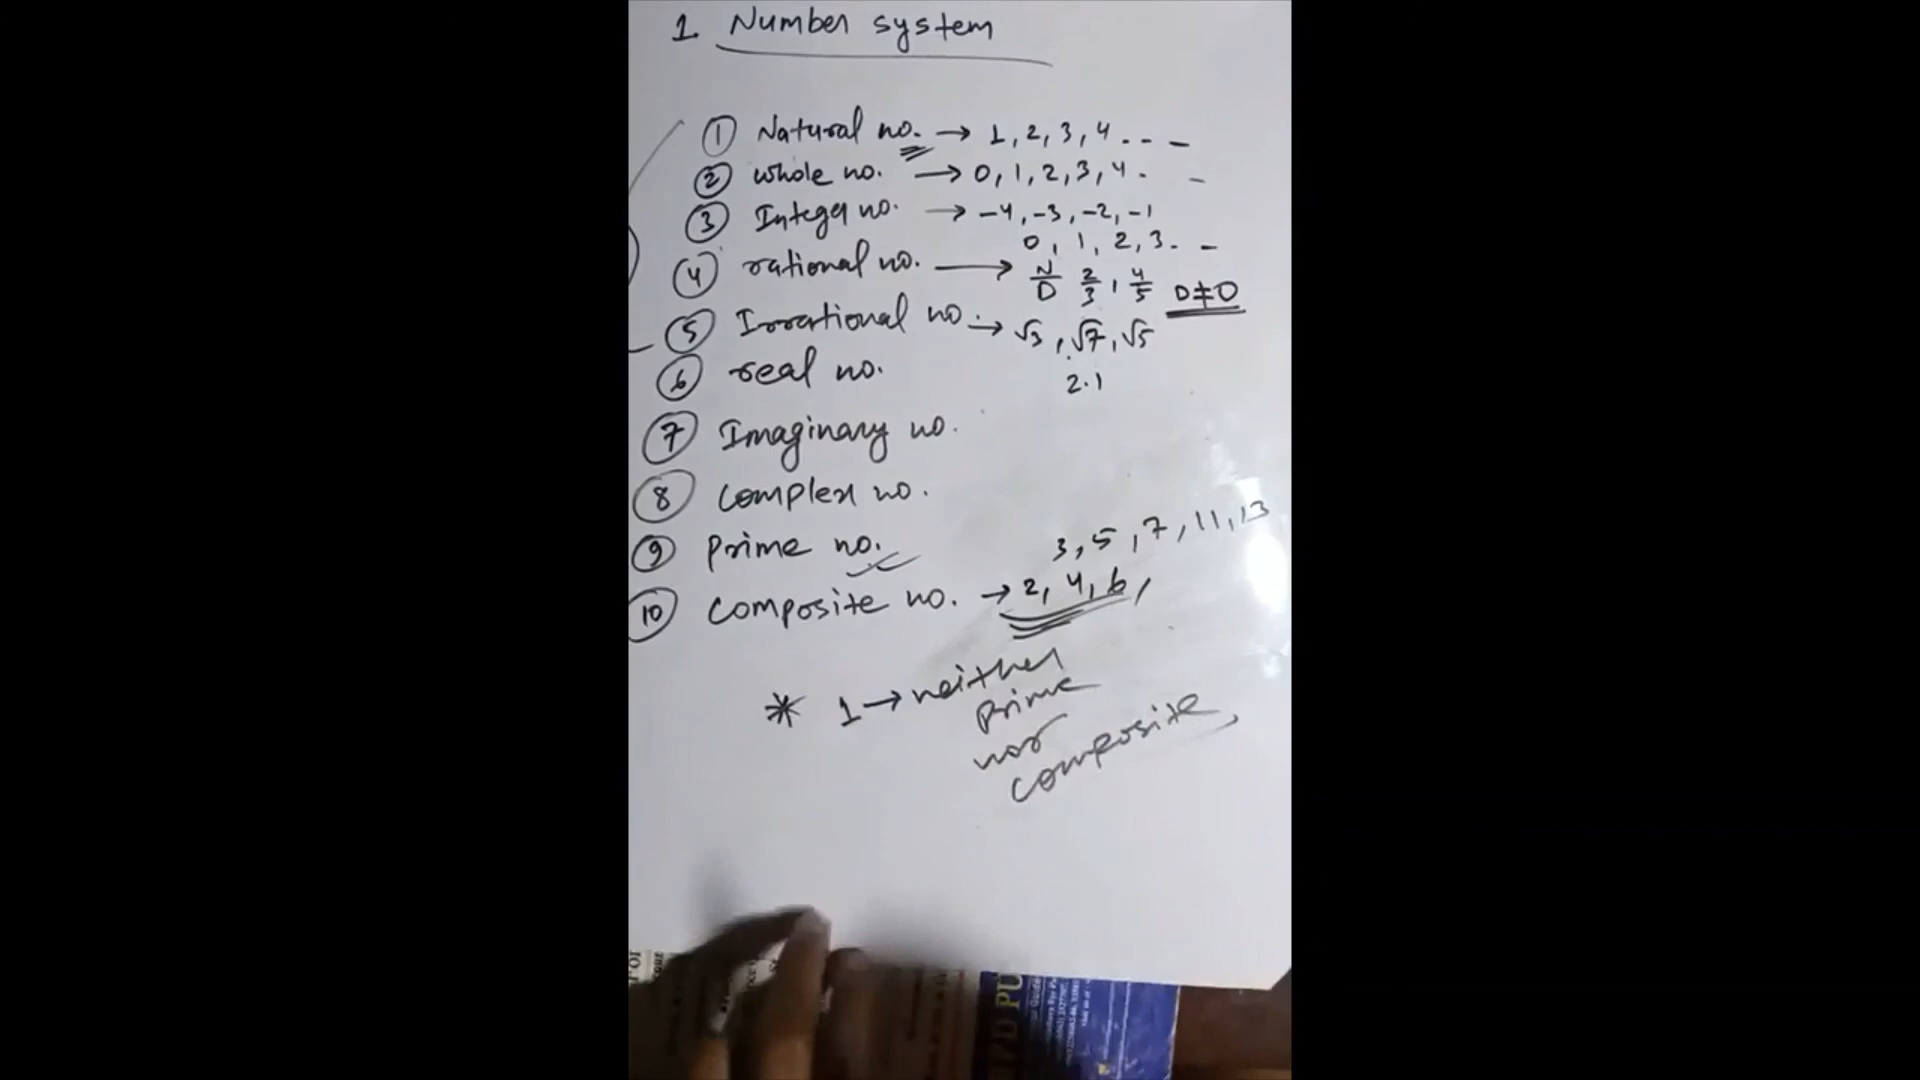 1 Number system
① Natural no. → 1, 2, 3, 4 . . - -
② whole no. → 0, 1, 2, 3, 4 . -
③ Integer no. → -4, -3, -2, -1
0, 1, 2, 3 . . -
④ rational no. → N/D 2/3, 4/5 D≠0
⑤ Irrational no. → √3, √7, √5
2.1
⑥ real no.
⑦ Imaginary no.
⑧ Complex no.
⑨ Prime no. 3, 5, 7, 11, 13
⑩ Composite no. → 2, 4, 6,
* 1 → neither
prime
nor
composite,
PD PU